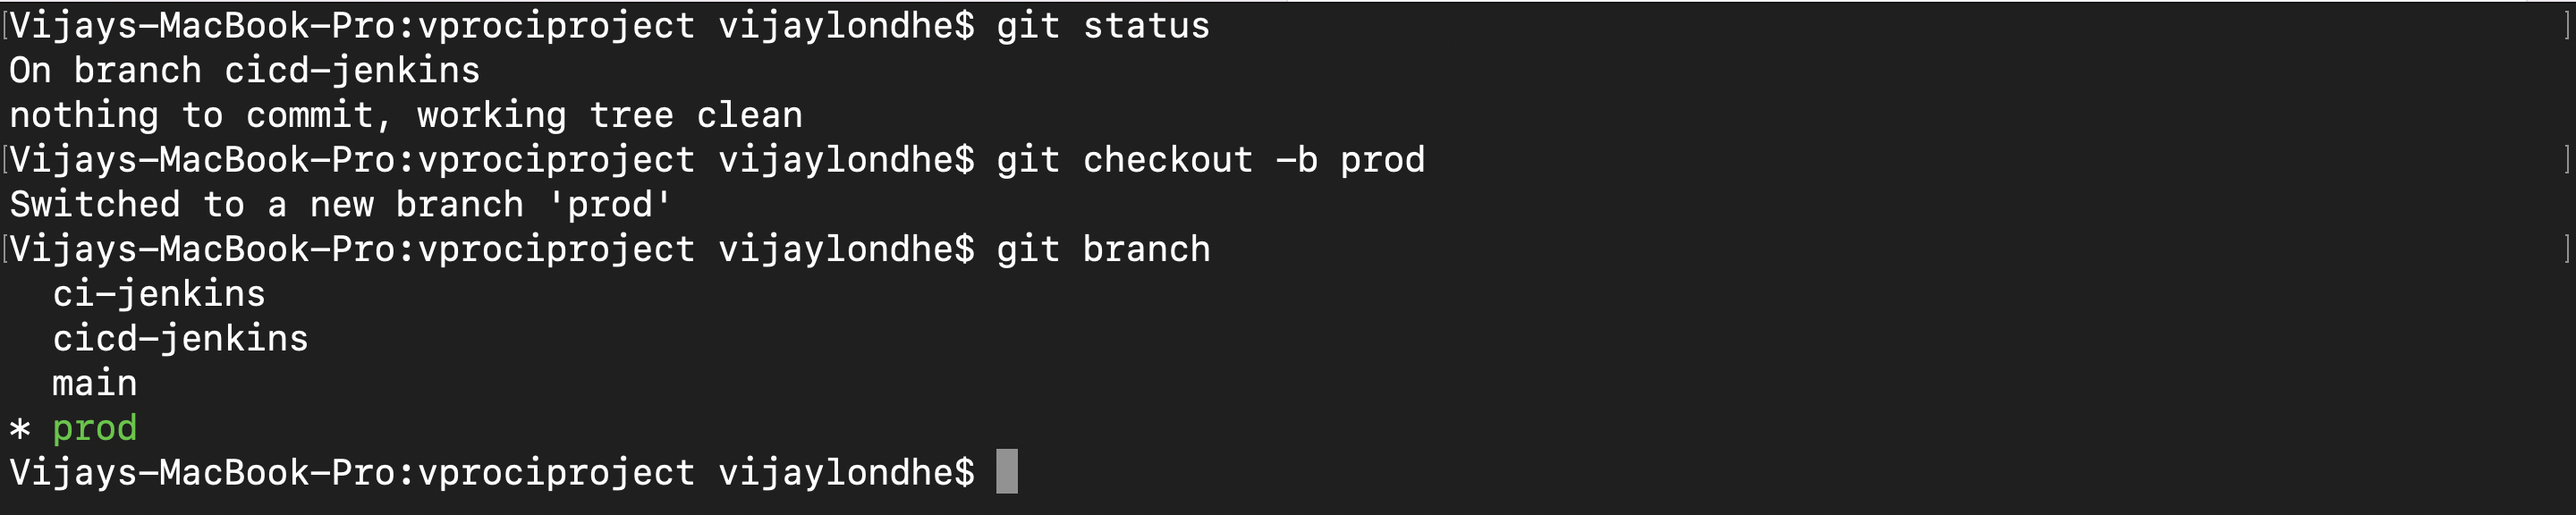 [Vijays-MacBook-Pro:vprociproject vijaylondhe$ git status ]
On branch cicd-jenkins
nothing to commit, working tree clean
[Vijays-MacBook-Pro:vprociproject vijaylondhe$ git checkout -b prod ]
Switched to a new branch 'prod'
[Vijays-MacBook-Pro:vprociproject vijaylondhe$ git branch ]
  ci-jenkins
  cicd-jenkins
  main
* prod
Vijays-MacBook-Pro:vprociproject vijaylondhe$